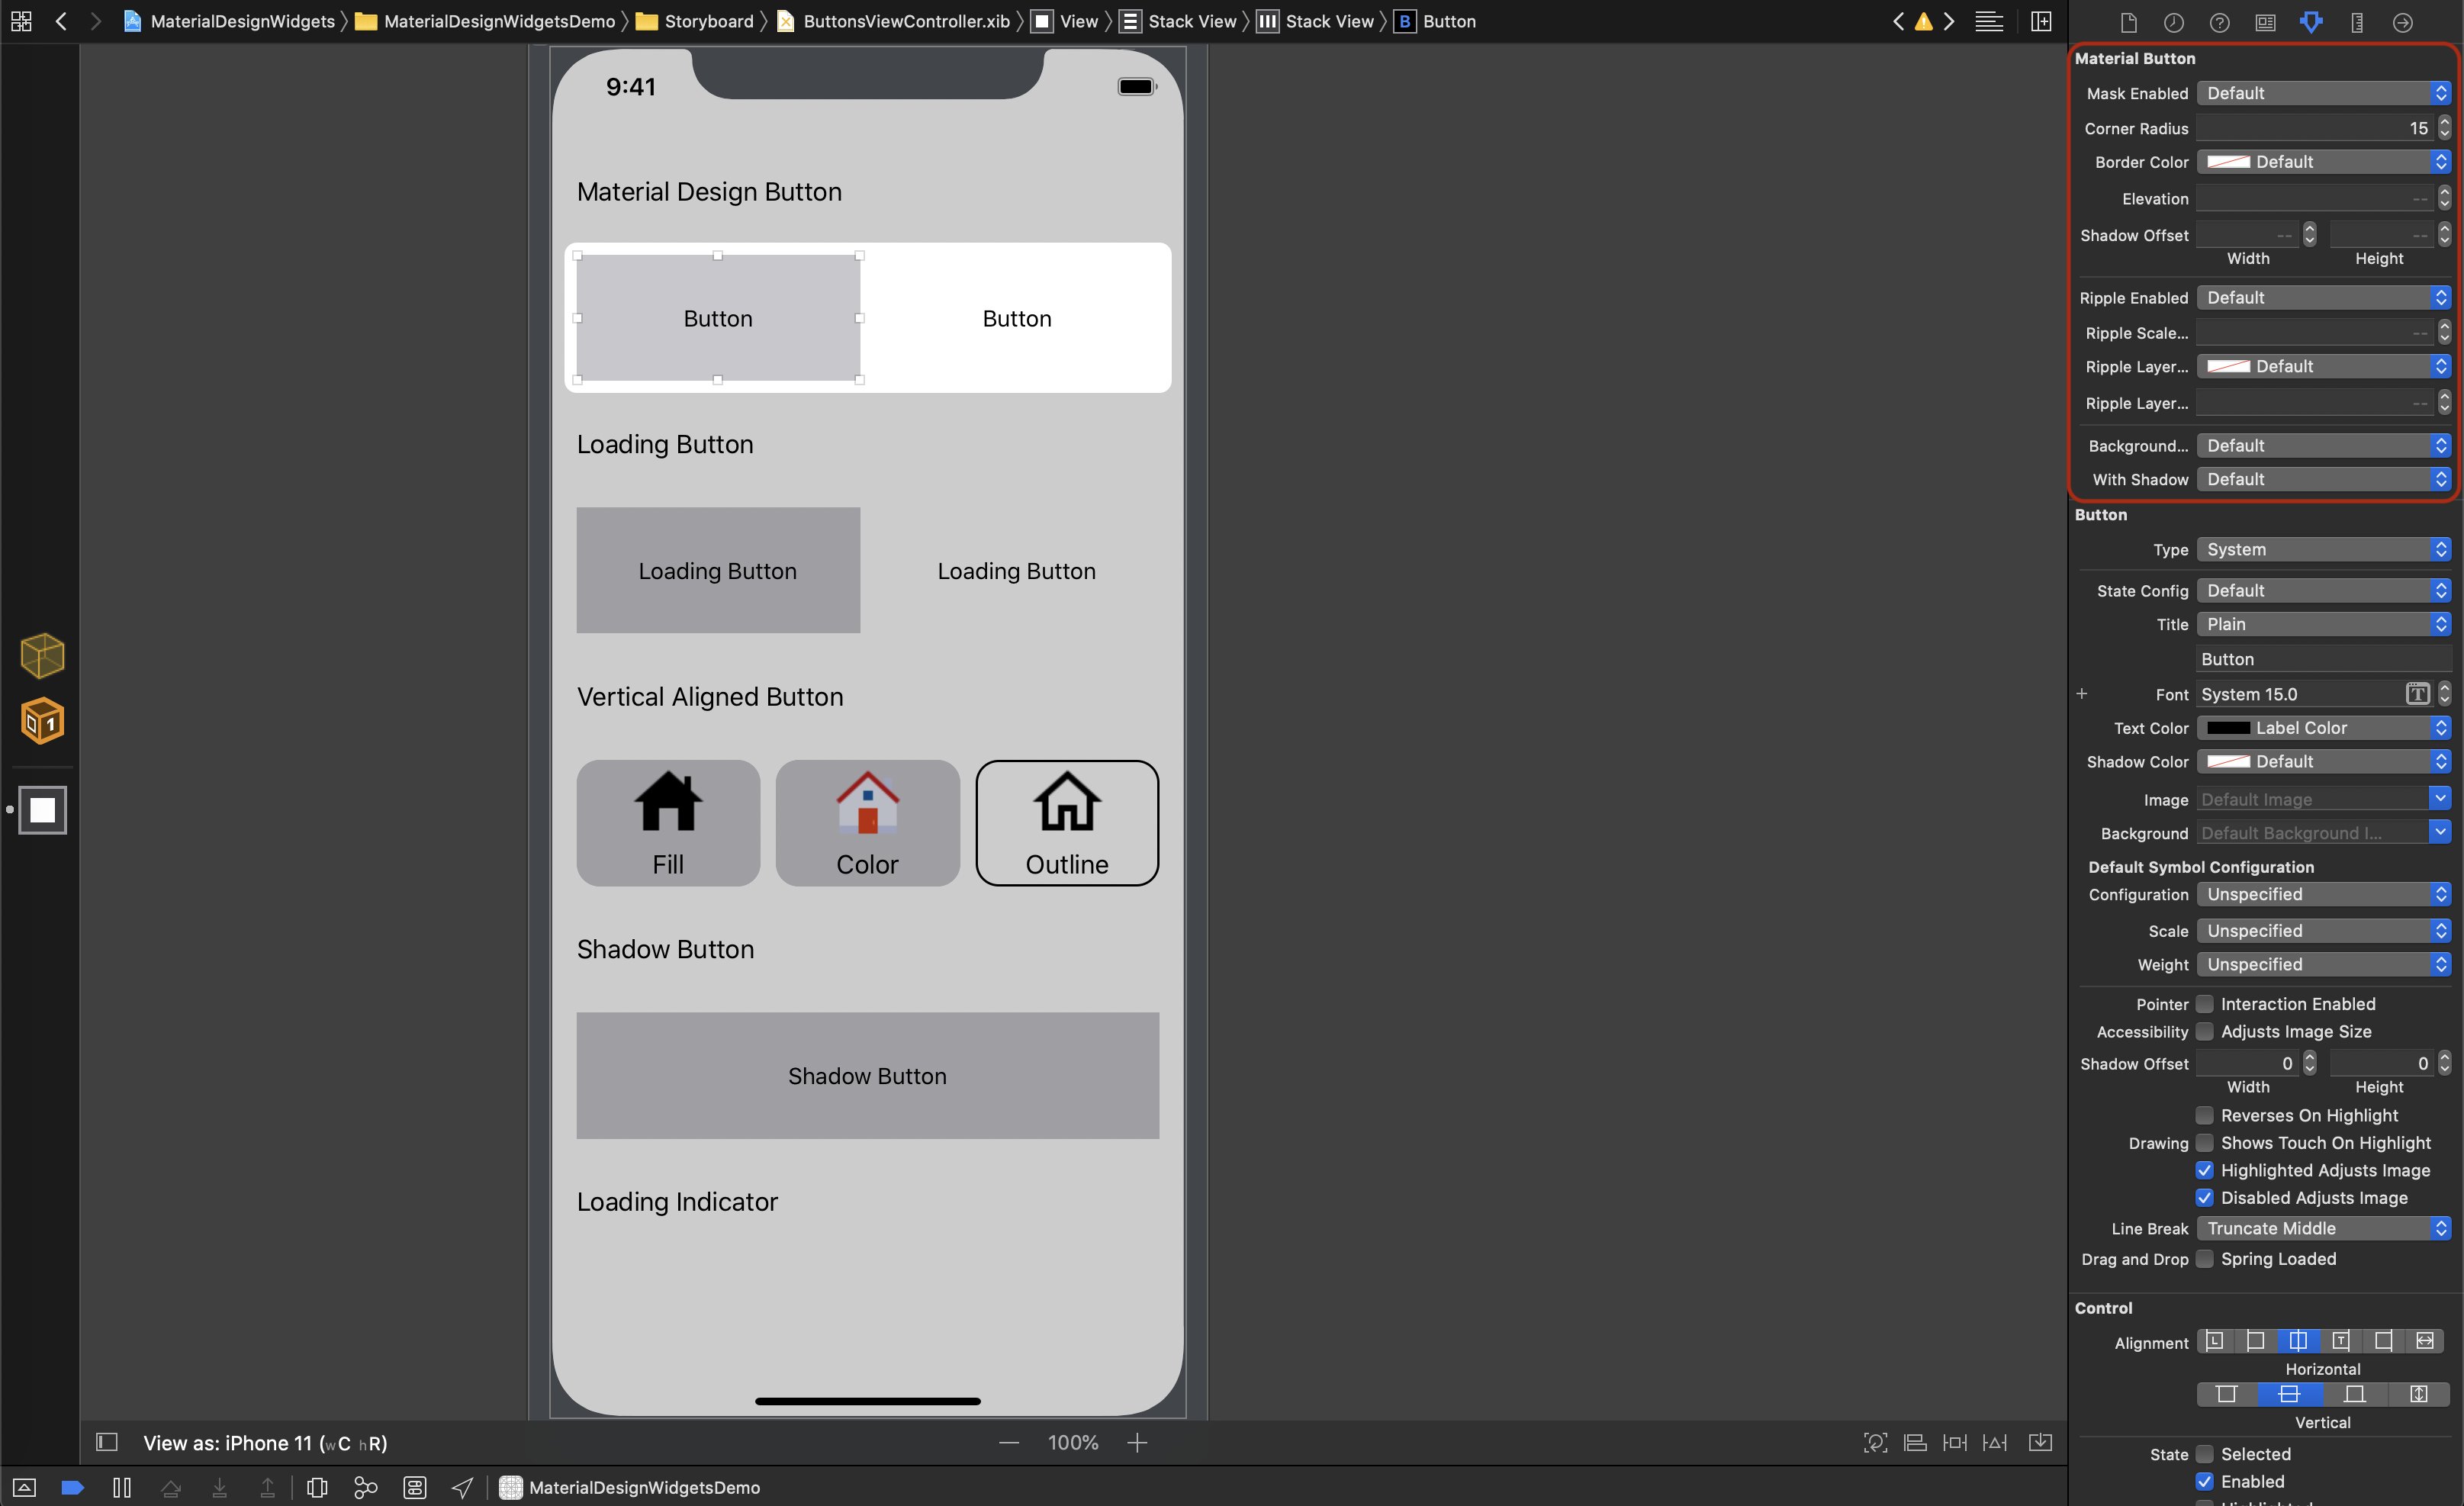 MaterialDesignWidgets MaterialDesignWidgetsDemo Storyboard ButtonsViewController.xib View Stack View Stack View B Button
9:41
Material Design Button
Button Button
Loading Button
Loading Button Loading Button
Vertical Aligned Button
Fill Color Outline
Shadow Button
Shadow Button
Loading Indicator
1
View as: iPhone 11 (wC hR)
100%
MaterialDesignWidgetsDemo
Material Button
Mask Enabled Default
Corner Radius 15
Border Color Default
Elevation --
Shadow Offset -- --
Width Height
Ripple Enabled Default
Ripple Scale... --
Ripple Layer... Default
Ripple Layer... --
Background... Default
With Shadow Default
Button
Type System
State Config Default
Title Plain
Button
+ Font System 15.0 T
Text Color Label Color
Shadow Color Default
Image Default Image
Background Default Background I...
Default Symbol Configuration
Configuration Unspecified
Scale Unspecified
Weight Unspecified
Pointer Interaction Enabled
Accessibility Adjusts Image Size
Shadow Offset 0 0
Width Height
Reverses On Highlight
Drawing Shows Touch On Highlight
Highlighted Adjusts Image
Disabled Adjusts Image
Line Break Truncate Middle
Drag and Drop Spring Loaded
Control
Alignment L T
Horizontal
Vertical
State Selected
Enabled